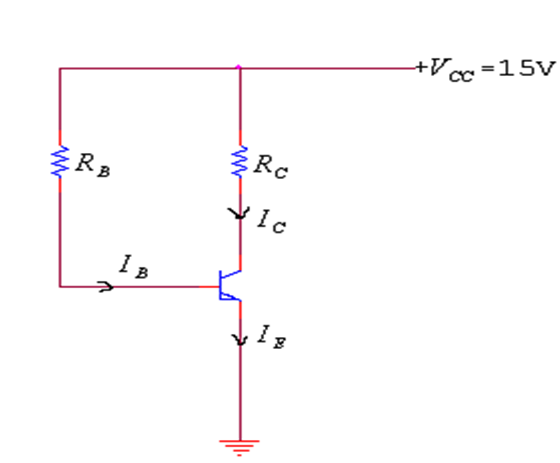 +V_CC=15V
R_B
R_C
I_C
I_B
I_E